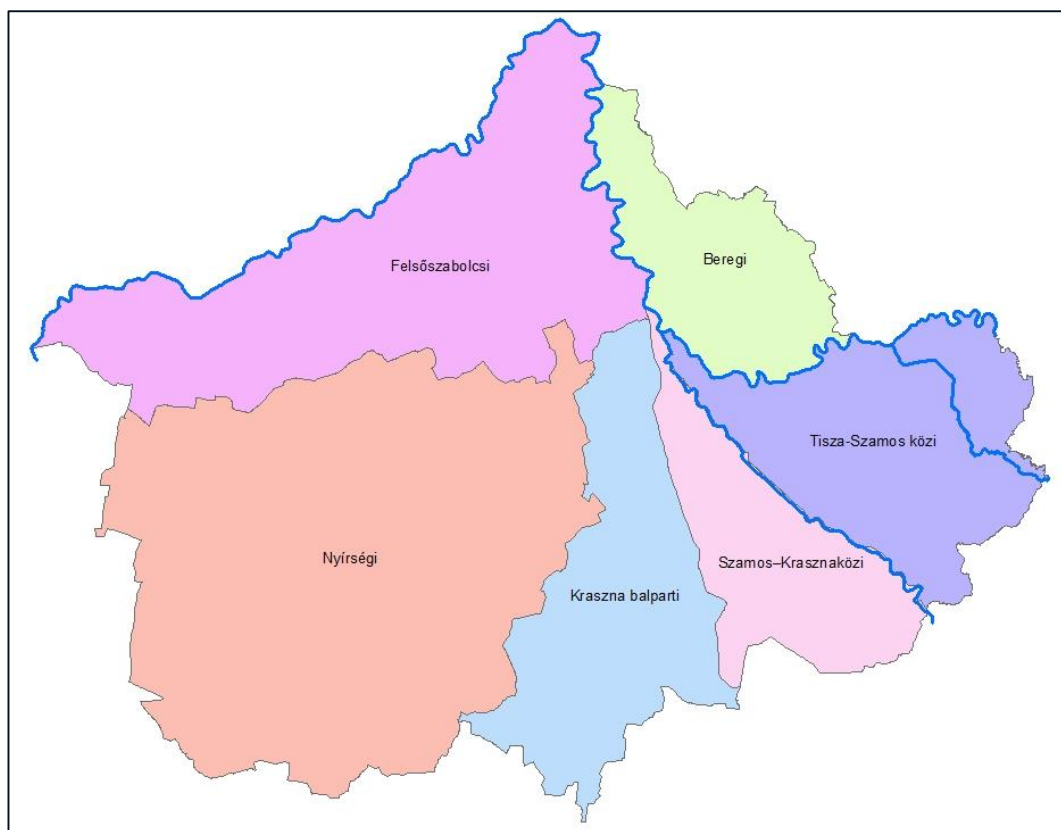 Felsőszabolcsi
Beregi
Tisza-Szamos közi
Nyírségi
Szamos–Krasznaközi
Kraszna balparti